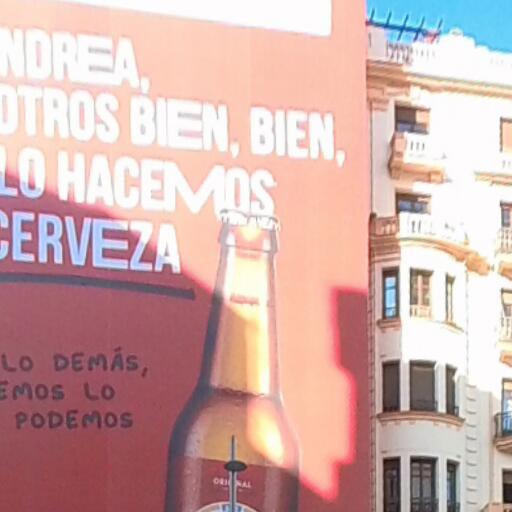 NDREA,
OTROS BIEN, BIEN,
LO HACEMOS
CERVEZA
LO DEMÁS,
EMOS LO
PODEMOS